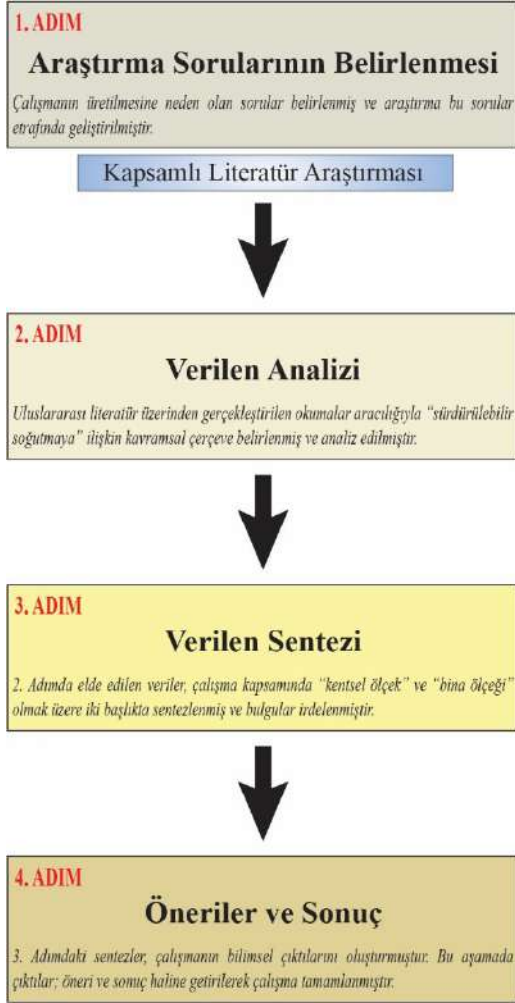 1. ADIM
Araştırma Sorularının Belirlenmesi
Çalışmanın üretilmesine neden olan sorular belirlenmiş ve araştırma bu sorular
etrafında geliştirilmiştir.
Kapsamlı Literatür Araştırması
2. ADIM
Verilen Analizi
Uluslararası literatür üzerinden gerçekleştirilen okumalar aracılığıyla “sürdürülebilir
soğutmaya” ilişkin kavramsal çerçeve belirlenmiş ve analiz edilmiştir.
3. ADIM
Verilen Sentezi
2. Adımda elde edilen veriler, çalışma kapsamında “kentsel ölçek” ve “bina ölçeği”
olmak üzere iki başlıkta sentezlenmiş ve bulgular irdelenmiştir.
4. ADIM
Öneriler ve Sonuç
3. Adımdaki sentezler, çalışmanın bilimsel çıktılarını oluşturmuştur. Bu aşamada
çıktılar; öneri ve sonuç haline getirilerek çalışma tamamlanmıştır.